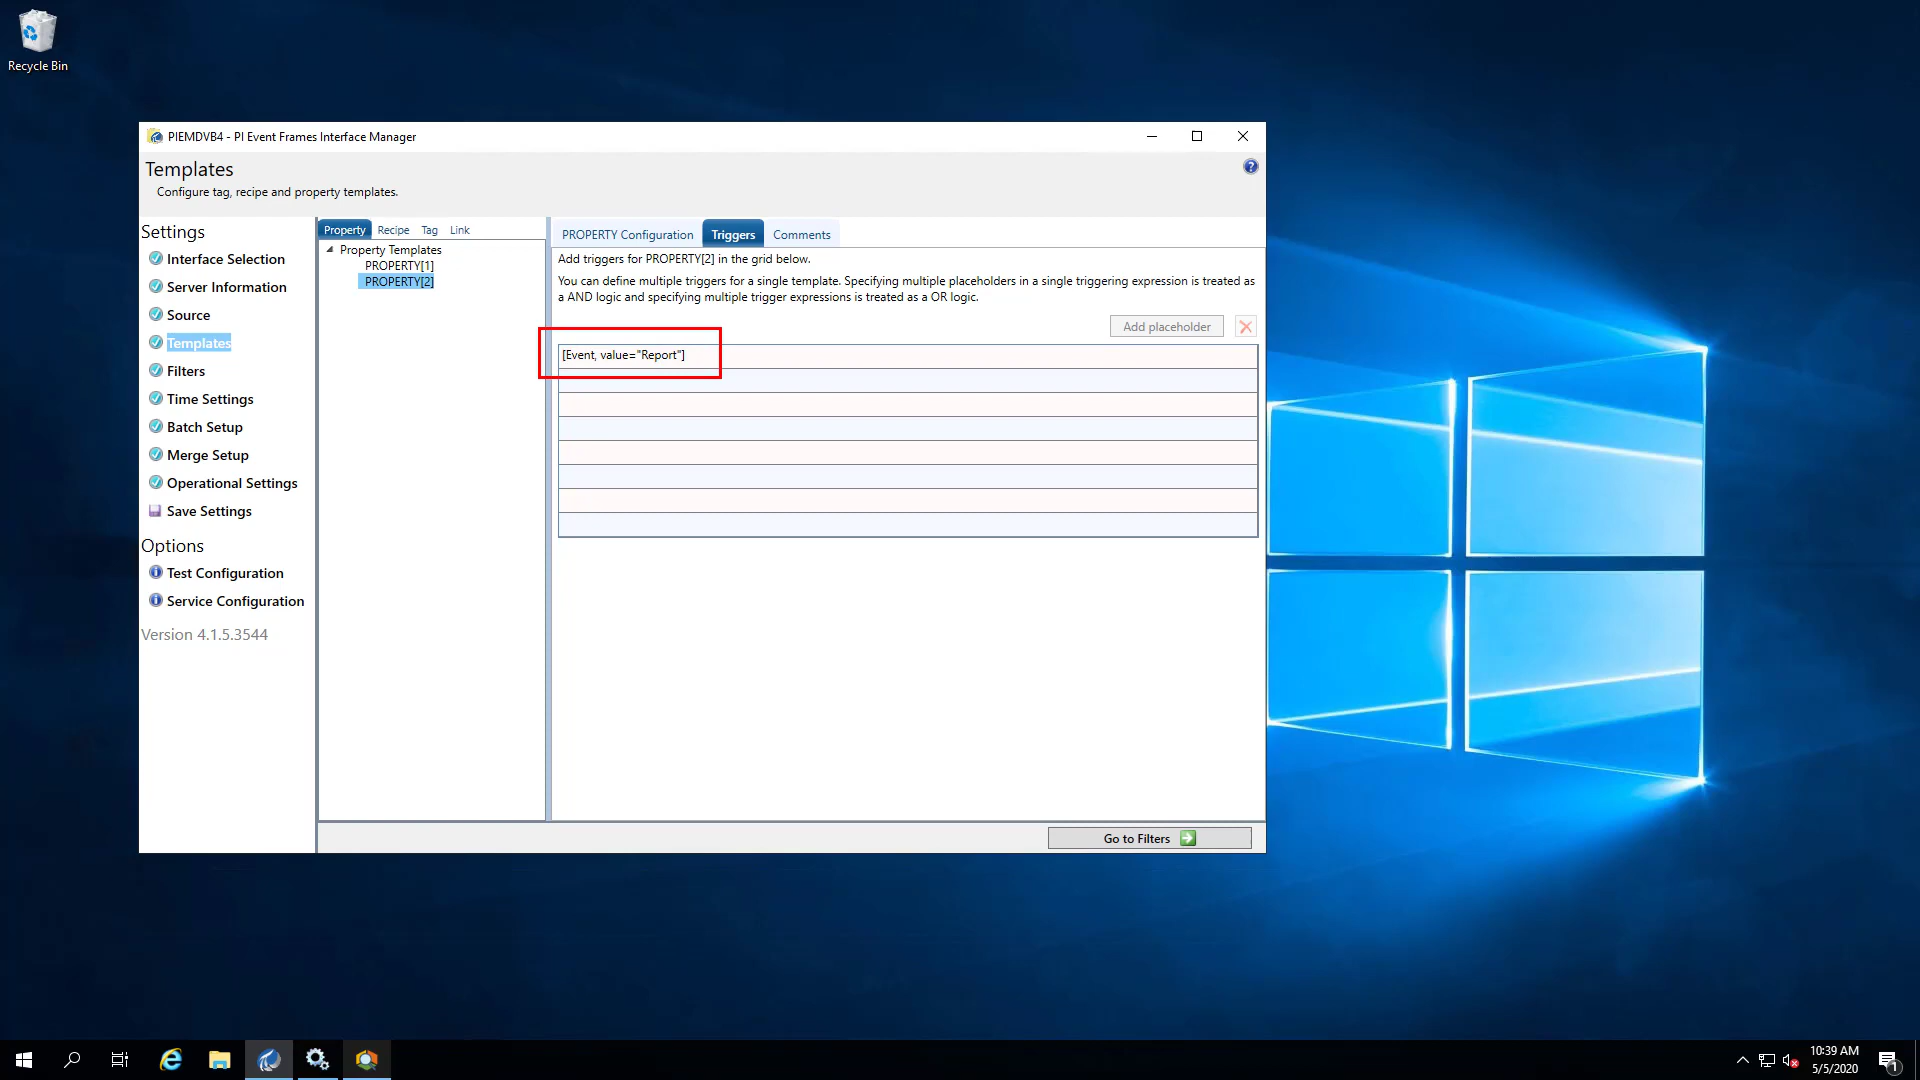 Recycle Bin
PIEMDVB4 - PI Event Frames Interface Manager
Templates
Configure tag, recipe and property templates.
Settings
Interface Selection
Server Information
Source
Templates
Filters
Time Settings
Batch Setup
Merge Setup
Operational Settings
Save Settings
Options
Test Configuration
Service Configuration
Version 4.1.5.3544
Property Recipe Tag Link
Property Templates
PROPERTY[1]
PROPERTY[2]
PROPERTY Configuration Triggers Comments
Add triggers for PROPERTY[2] in the grid below.
You can define multiple triggers for a single template. Specifying multiple placeholders in a single triggering expression is treated as
a AND logic and specifying multiple trigger expressions is treated as a OR logic.
Add placeholder
[Event, value="Report"]
Go to Filters
10:39 AM
5/5/2020
1